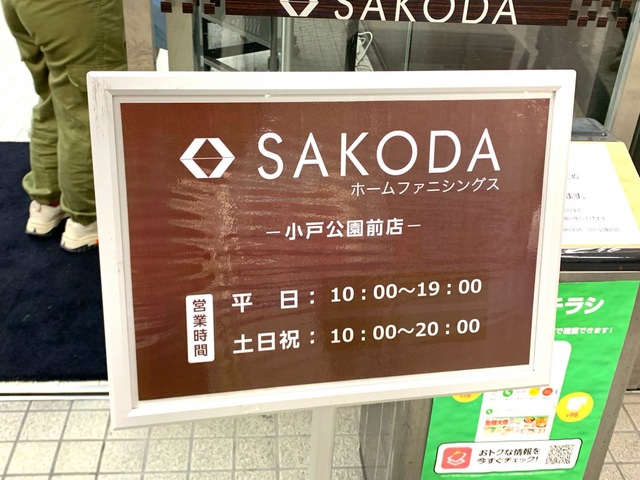 SAKODA
SAKODA
ホームファニシングス
－小戸公園前店－
営業時間
平 日： 10：00〜19：00
土日祝： 10：00〜20：00
チラシ
で確認できます！
おトクな情報を
今すぐチェック！